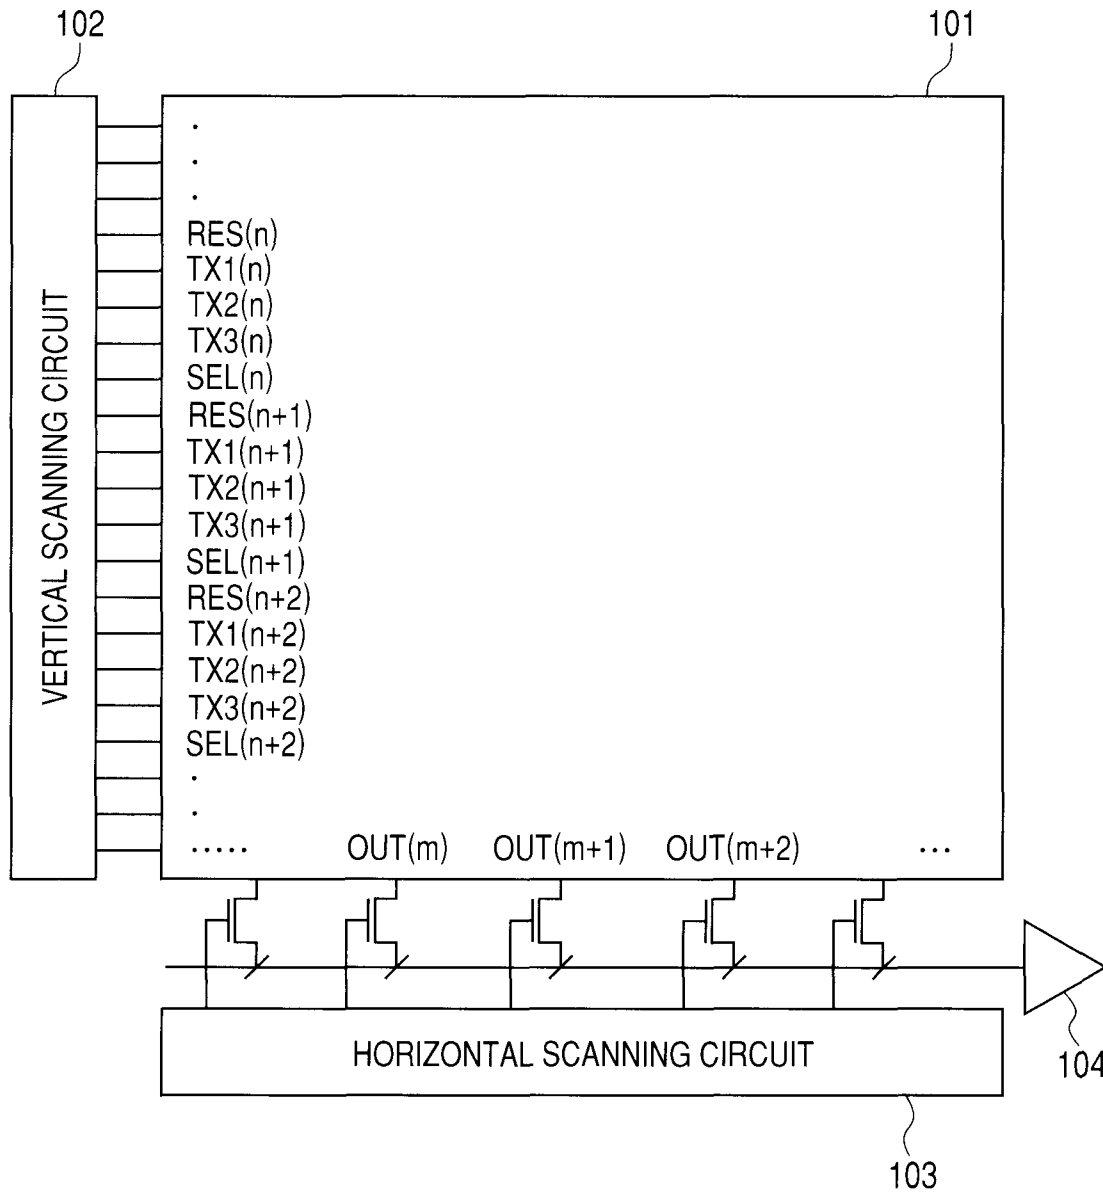 102
101
.
.
.
RES(n)
TX1(n)
TX2(n)
TX3(n)
SEL(n)
RES(n+1)
TX1(n+1)
TX2(n+1)
TX3(n+1)
SEL(n+1)
RES(n+2)
TX1(n+2)
TX2(n+2)
TX3(n+2)
SEL(n+2)
.
.
..... OUT(m) OUT(m+1) OUT(m+2) ...
VERTICAL SCANNING CIRCUIT
HORIZONTAL SCANNING CIRCUIT
104
103